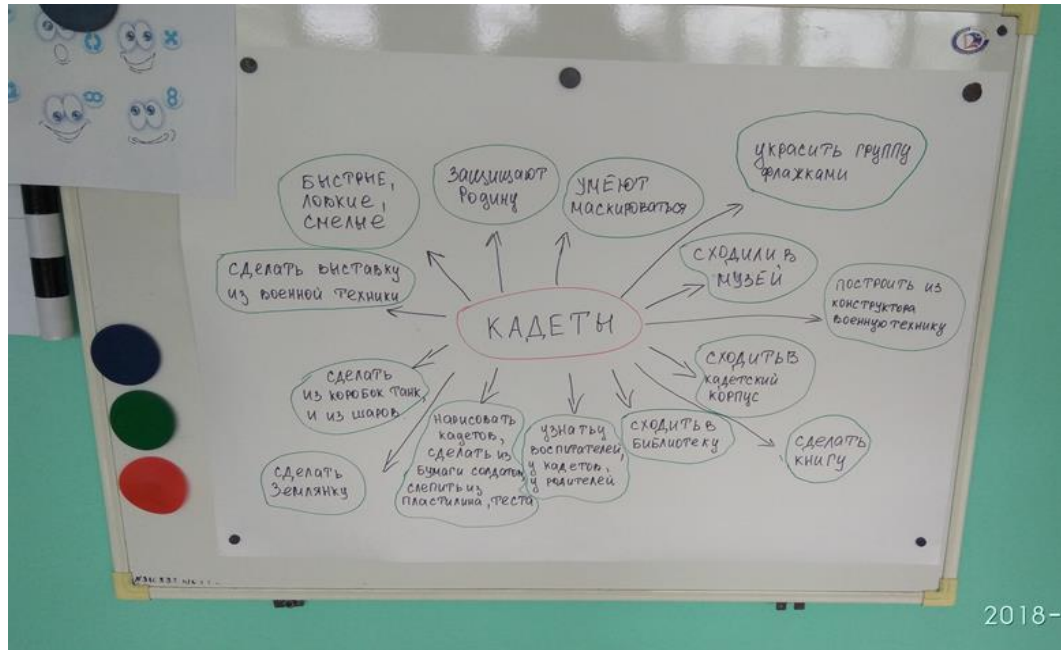 БЫСТРЫЕ,
ЛОВКИЕ,
СМЕЛЫЕ
ЗАЩИЩАЮТ
РОДИНУ
УМЕЮТ
МАСКИРОВАТЬСЯ
УКРАСИТЬ ГРУППУ
ФЛАЖКАМИ
СДЕЛАТЬ ВЫСТАВКУ
ИЗ ВОЕННОЙ ТЕХНИКИ
СХОДИЛИ В
МУЗЕЙ
ПОСТРОИТЬ ИЗ
КОНСТРУКТОРА
ВОЕННУЮ ТЕХНИКУ
КАДЕТЫ
СДЕЛАТЬ
ИЗ КОРОБОК ТАНК,
И ИЗ ШАРОВ
СХОДИТЬ В
КАДЕТСКИЙ
КОРПУС
СДЕЛАТЬ
ЗЕМЛЯНКУ
НАРИСОВАТЬ
КАДЕТОВ,
СДЕЛАТЬ ИЗ
БУМАГИ СОЛДАТОВ,
СЛЕПИТЬ ИЗ
ПЛАСТИЛИНА, ТЕСТА
УЗНАТЬ У
ВОСПИТАТЕЛЕЙ,
У КАДЕТОВ,
У РОДИТЕЛЕЙ
СХОДИТЬ В
БИБЛИОТЕКУ
СДЕЛАТЬ
КНИГУ
2018-